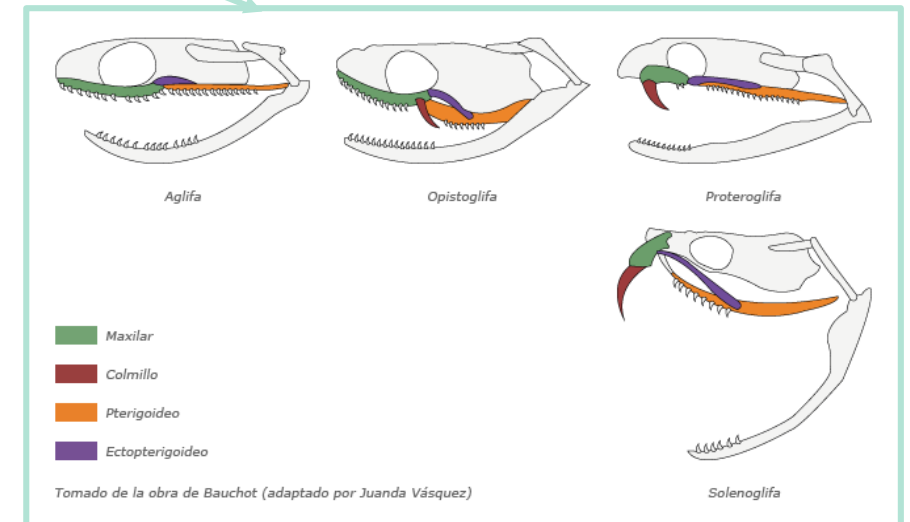 Aglifa
Opistoglifa
Proteroglifa
Maxilar
Colmillo
Pterigoideo
Ectopterigoideo
Tomado de la obra de Bauchot (adaptado por Juanda Vásquez)
Solenoglifa